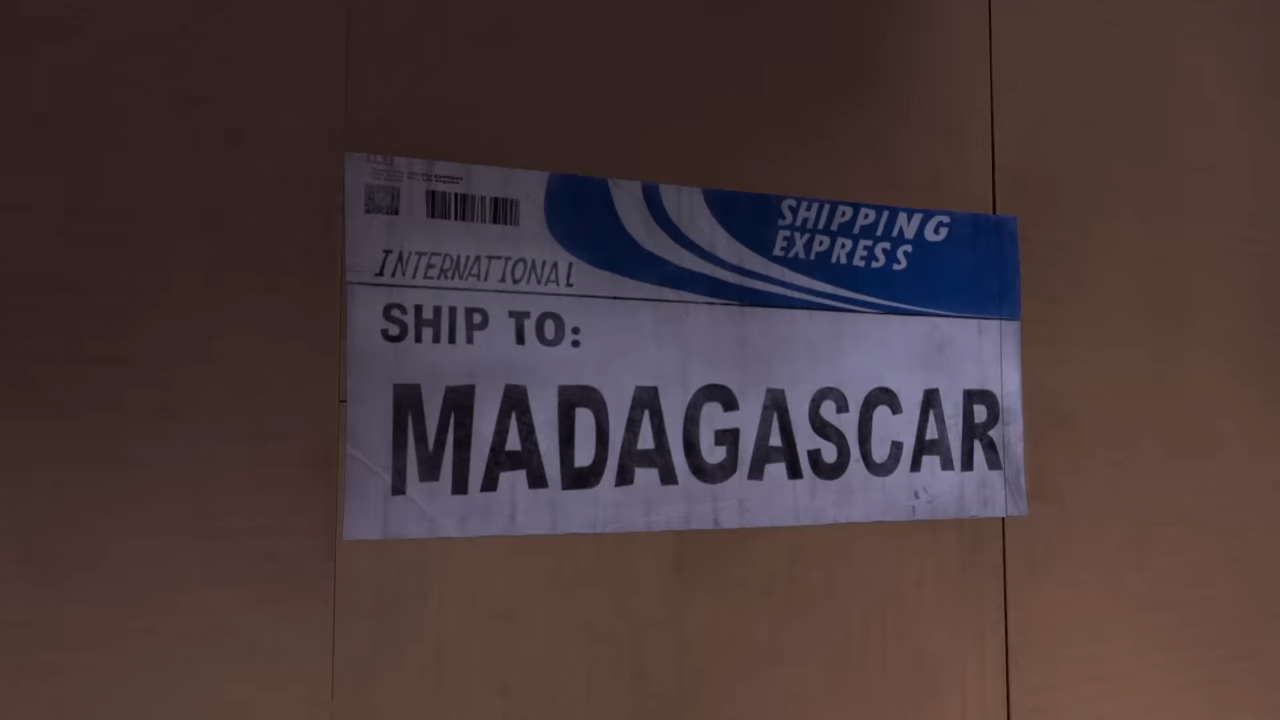 INTERNATIONAL
SHIPPING
EXPRESS
SHIP TO:
MADAGASCAR